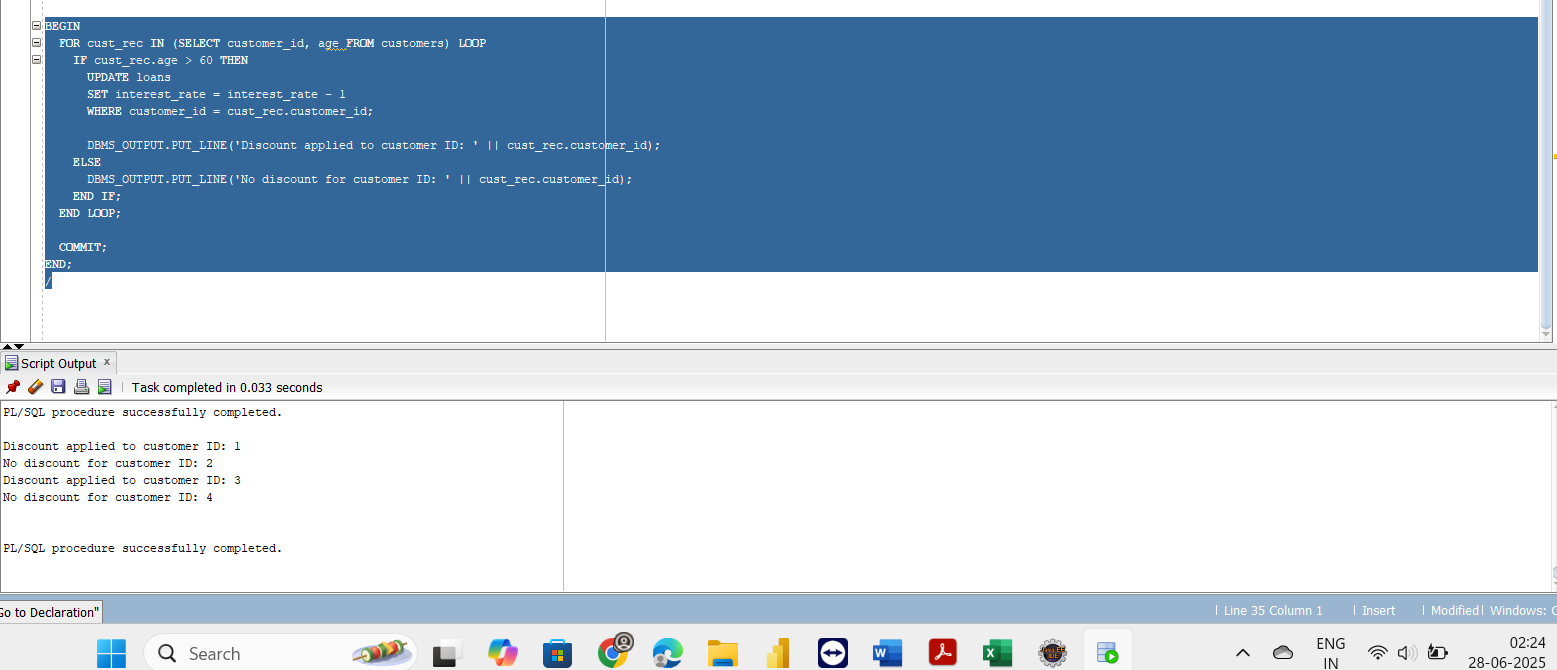 BEGIN
FOR cust_rec IN (SELECT customer_id, age FROM customers) LOOP
IF cust_rec.age > 60 THEN
UPDATE loans
SET interest_rate = interest_rate - 1
WHERE customer_id = cust_rec.customer_id;
DBMS_OUTPUT.PUT_LINE('Discount applied to customer ID: ' || cust_rec.customer_id);
ELSE
DBMS_OUTPUT.PUT_LINE('No discount for customer ID: ' || cust_rec.customer_id);
END IF;
END LOOP;
COMMIT;
END;
/
Script Output x
Task completed in 0.033 seconds
PL/SQL procedure successfully completed.
Discount applied to customer ID: 1
No discount for customer ID: 2
Discount applied to customer ID: 3
No discount for customer ID: 4
PL/SQL procedure successfully completed.
Go to Declaration"
Line 35 Column 1
Insert
Modified
Windows: C
Search
ENG
IN
02:24
28-06-2025